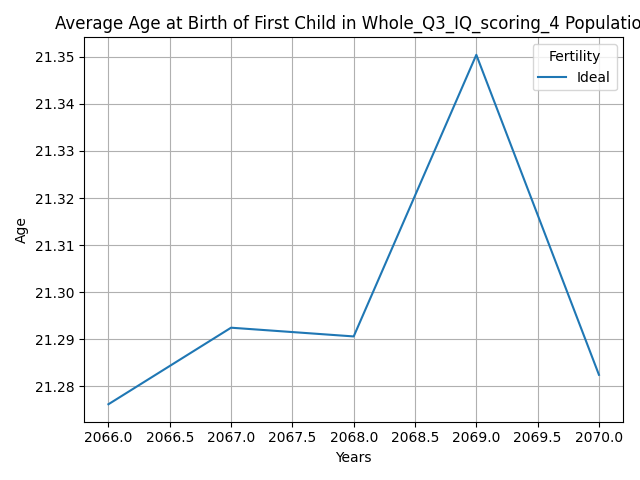 Average Age at Birth of First Child in Whole_Q3_IQ_scoring_4 Populatio
Fertility
Ideal
21.35
21.34
21.33
21.32
21.31
21.30
21.29
21.28
Age
2066.0 2066.5 2067.0 2067.5 2068.0 2068.5 2069.0 2069.5 2070.0
Years